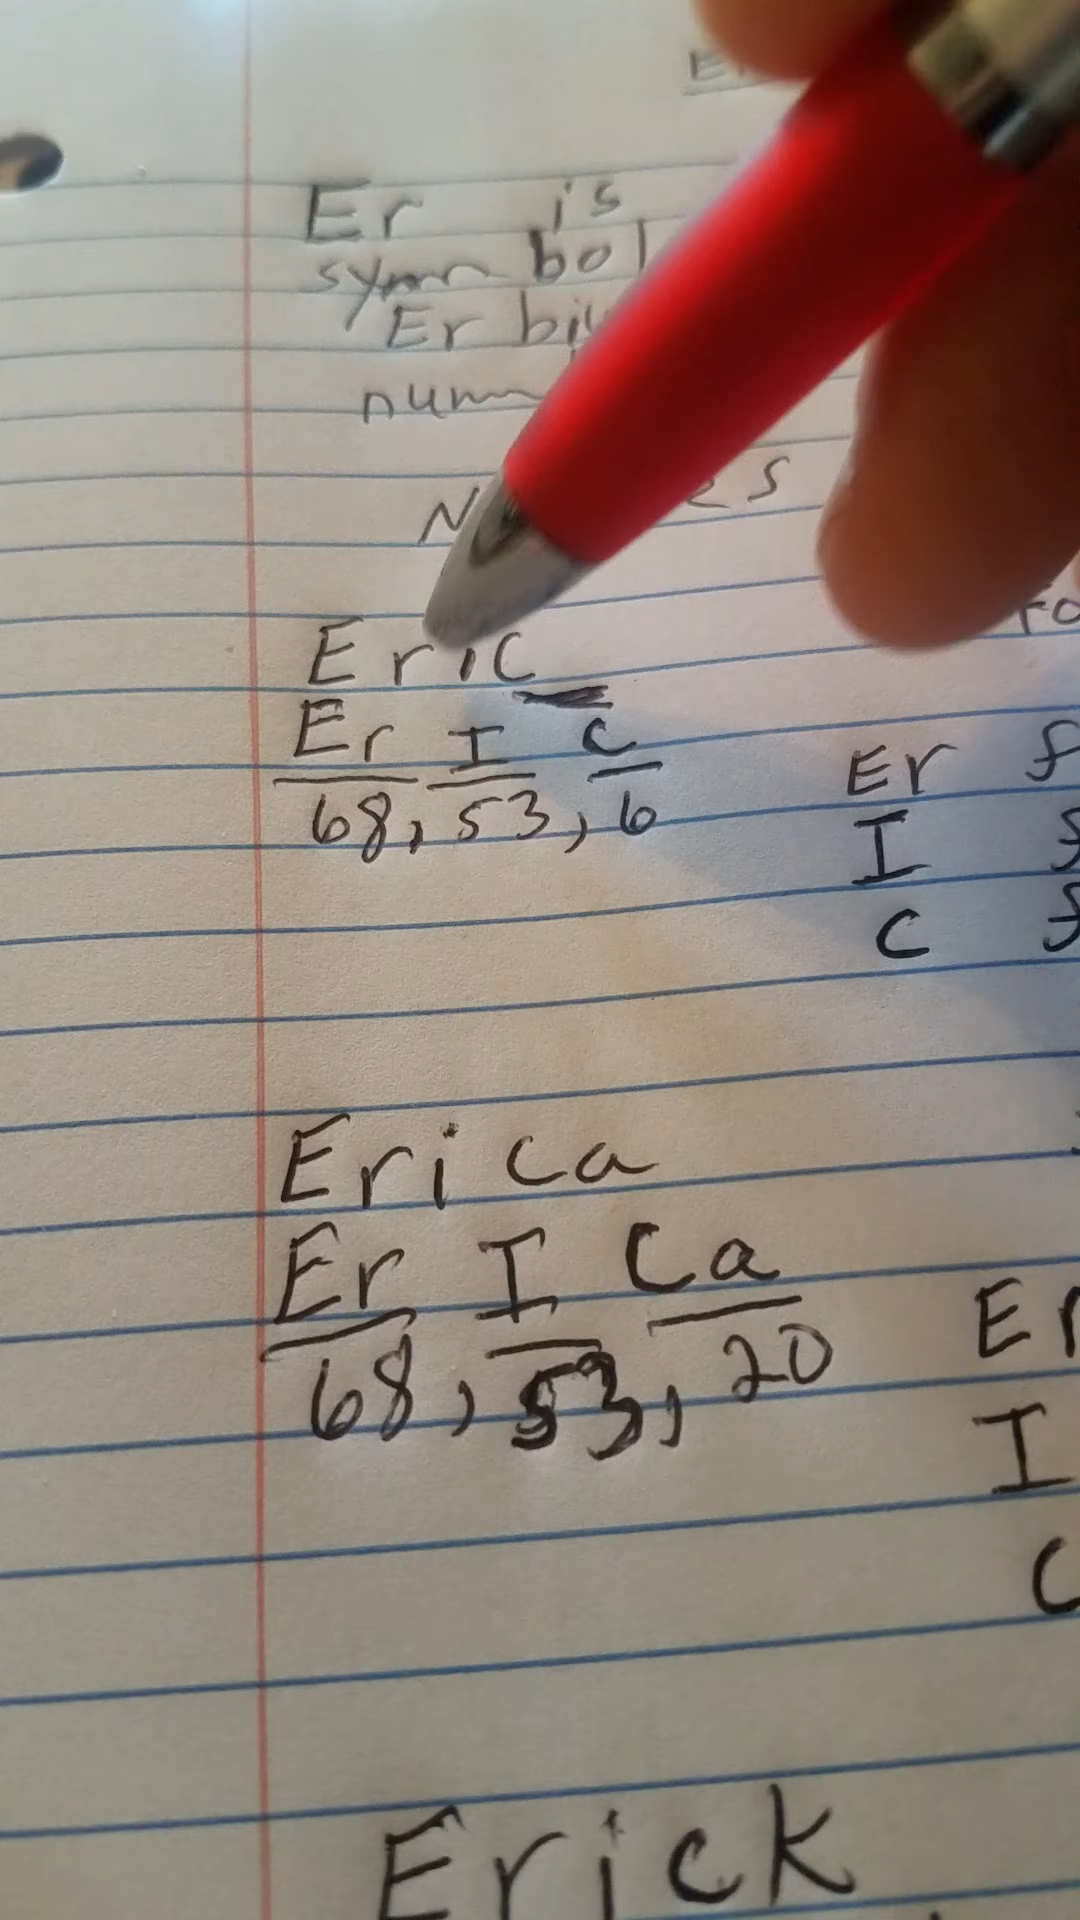 Er is
symbol
Er
Eric
Er I C
68, 53, 6
Er
I
C
Erica
Er I Ca
68, 53, 20
Er
I
C
Erick